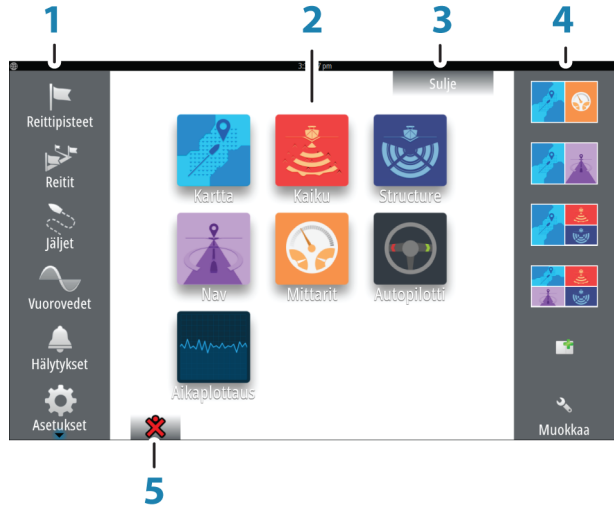 1
2
3
4
pm
Sulje
Reittipisteet
Reitit
Jäljet
Vuorovedet
Hälytykset
Asetukset
Kartta
Kaiku
Structure
Nav
Mittarit
Autopilotti
Aikaplottaus
Muokkaa
5